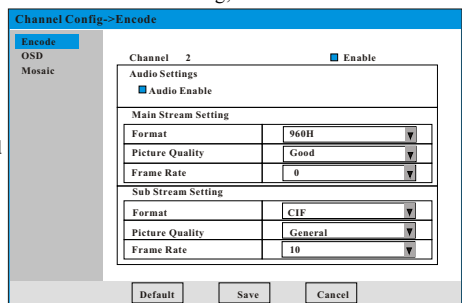 Channel Config->Encode
Encode
OSD
Mosaic
Channel 2 Enable
Audio Settings
Audio Enable
Main Stream Setting
Format 960H
Picture Quality Good
Frame Rate 0
Sub Stream Setting
Format CIF
Picture Quality General
Frame Rate 10
Default Save Cancel